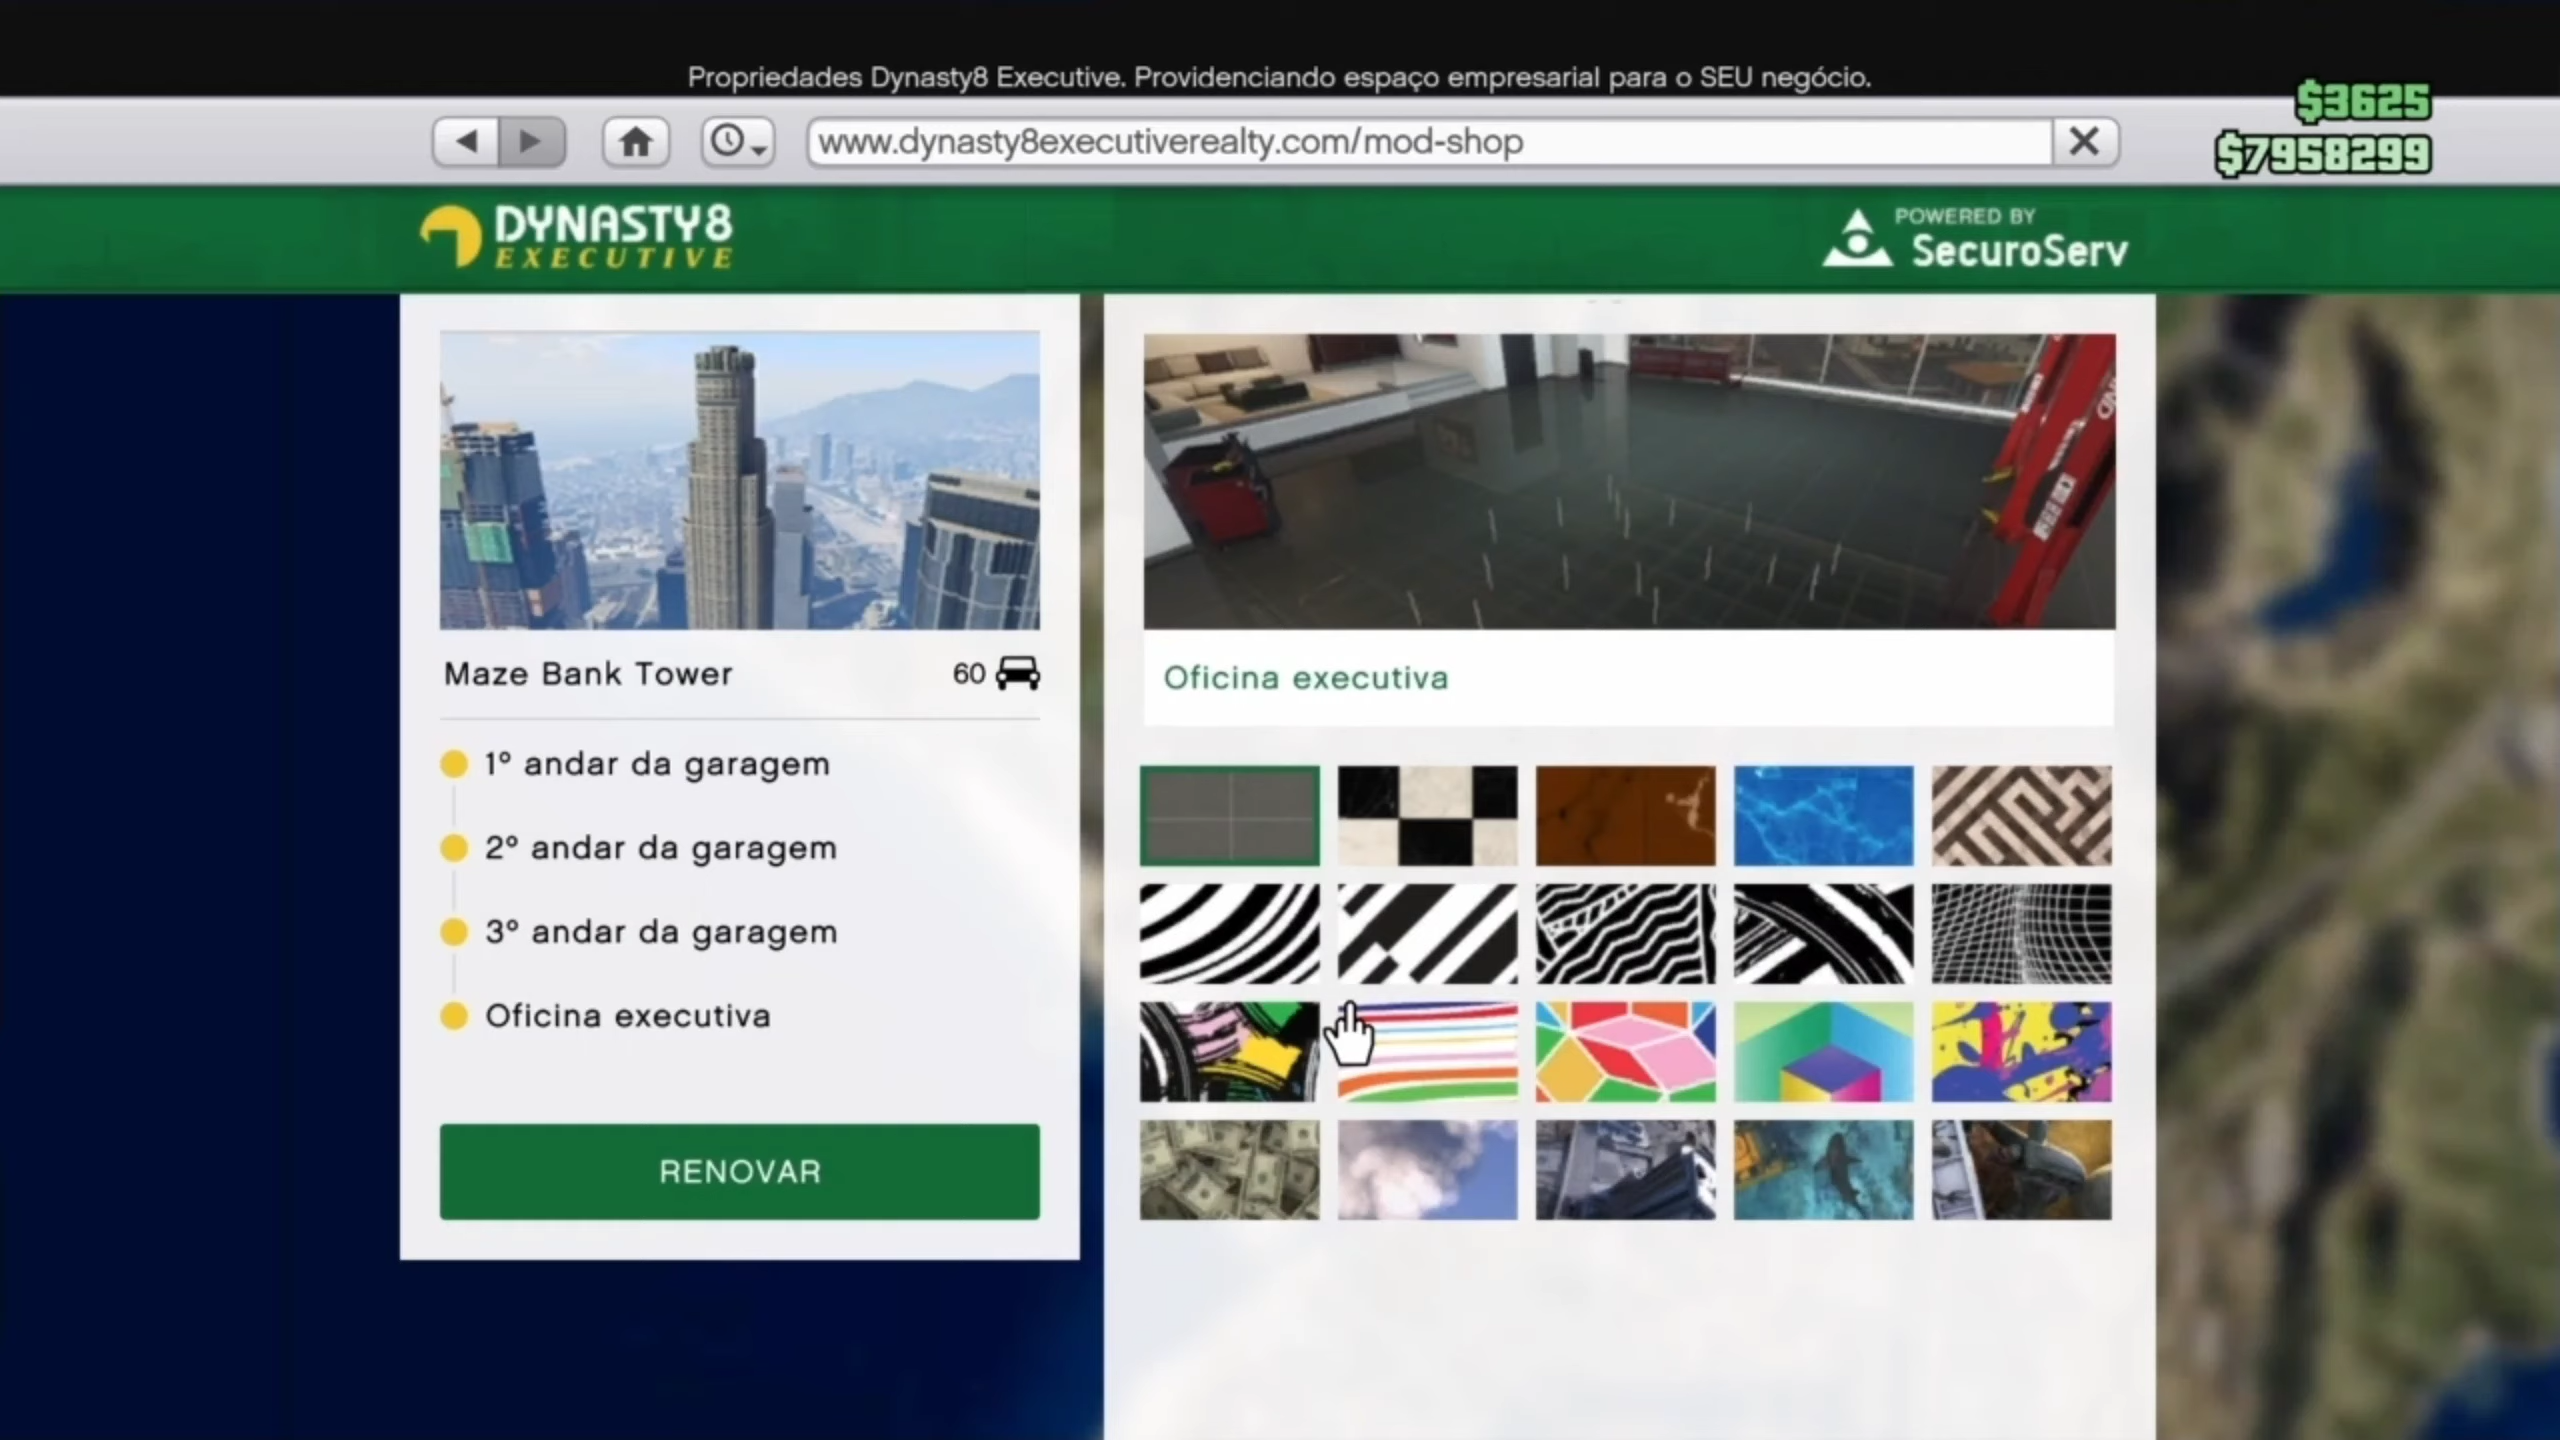 Propriedades Dynasty8 Executive. Providenciando espaço empresarial para o SEU negócio.
$3625
www.dynasty8executiverealty.com/mod-shop
$7958299
DYNASTY8
EXECUTIVE
POWERED BY
SecuroServ
Maze Bank Tower
60
Oficina executiva
1º andar da garagem
2º andar da garagem
3º andar da garagem
Oficina executiva
RENOVAR